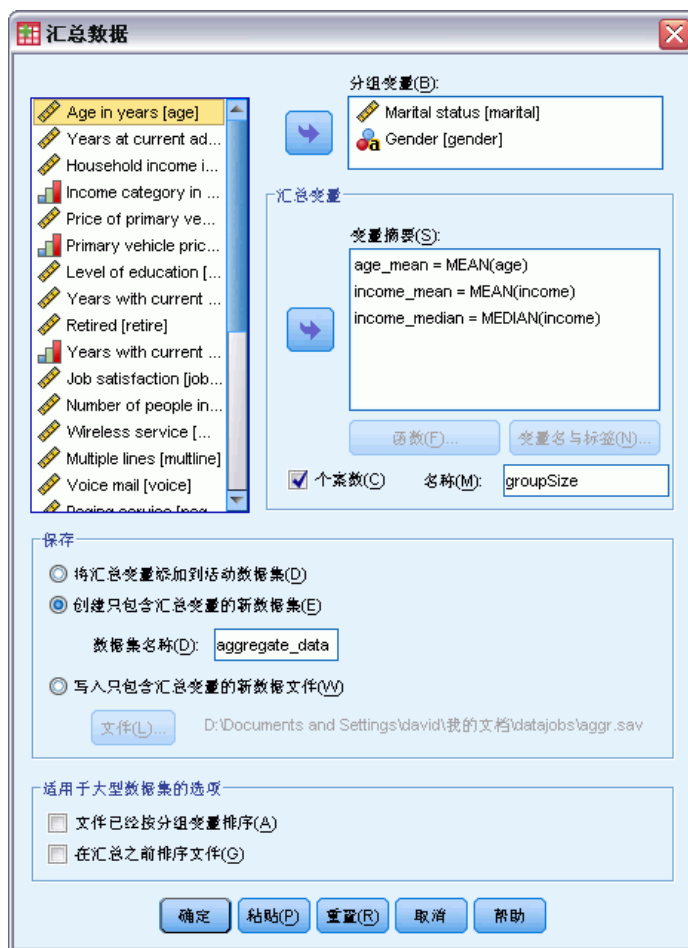 汇总数据
Age in years [age]
Years at current ad...
Household income i...
Income category in ...
Price of primary ve...
Primary vehicle pric...
Level of education [...
Years with current ...
Retired [retire]
Years with current ...
Job satisfaction [job...
Number of people in...
Wireless service [...
Multiple lines [multline]
Voice mail [voice]
分组变量(B):
Marital status [marital]
Gender [gender]
汇总变量
变量摘要(S):
age_mean = MEAN(age)
income_mean = MEAN(income)
income_median = MEDIAN(income)
函数(F)... 变量名与标签(N)...
个案数(C) 名称(M): groupSize
保存
将汇总变量添加到活动数据集(D)
创建只包含汇总变量的新数据集(E)
数据集名称(D): aggregate_data
写入只包含汇总变量的新数据文件(W)
文件(L)... D:\Documents and Settings\david\我的文档\datajobs\aggr.sav
适用于大型数据集的选项
文件已经按分组变量排序(A)
在汇总之前排序文件(G)
确定 粘贴(P) 重置(R) 取消 帮助